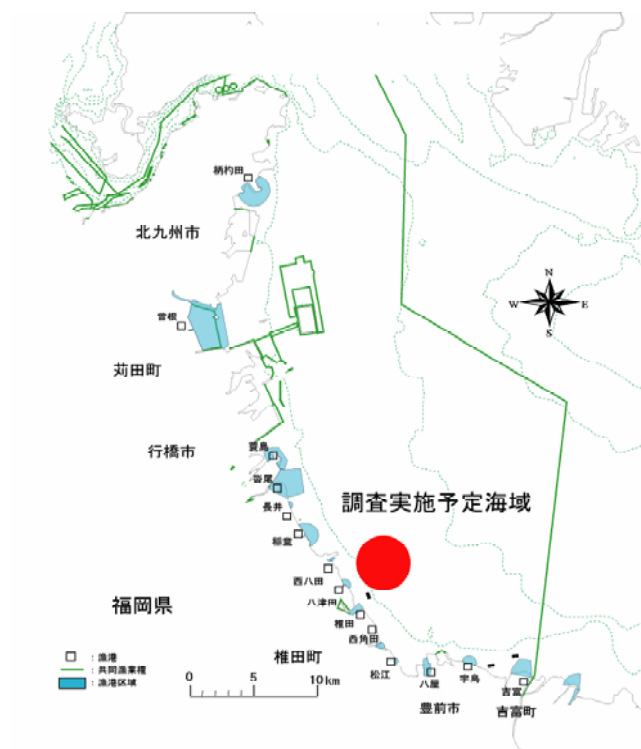 柄杓田
北九州市
N
W E
S
曽根
苅田町
行橋市
蓑島
沓尾
長井
稲童
調査実施予定海域
西八田
八津田
椎田
西角田
福岡県
椎田町
松江
八屋
宇島
吉富
豊前市
吉富町
：漁港
：共同漁業権
：漁港区域
0 5 10km